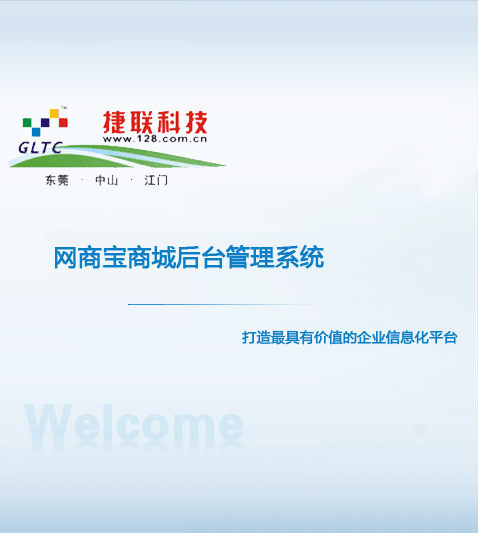 捷联科技
www.128.com.cn
GLTC
东莞 · 中山 · 江门
网商宝商城后台管理系统
打造最具有价值的企业信息化平台
Welcome